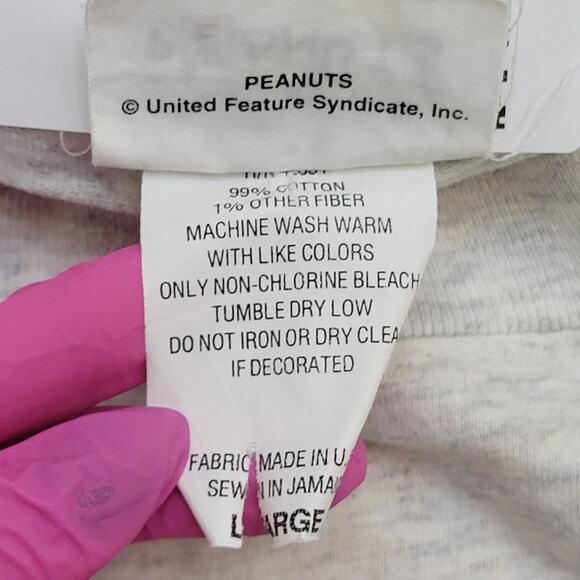 PEANUTS
© United Feature Syndicate, Inc.
99% COTTON
1% OTHER FIBER
MACHINE WASH WARM
WITH LIKE COLORS
ONLY NON-CHLORINE BLEACH
TUMBLE DRY LOW
DO NOT IRON OR DRY CLEA
IF DECORATED
FABRIC MADE IN U.
SEWN IN JAMAI
LARGE